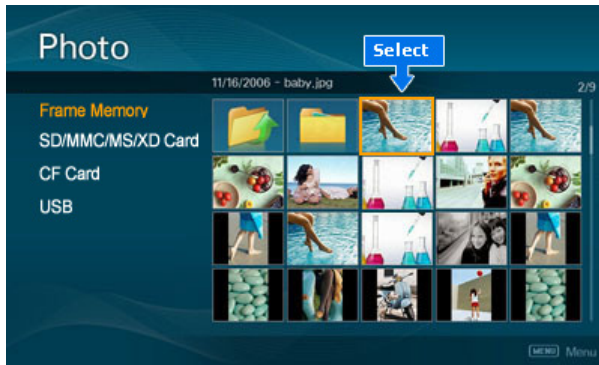 Photo
Select
11/16/2006 - baby.jpg
2/9
Frame Memory
SD/MMC/MS/XD Card
CF Card
USB
MENU Menu